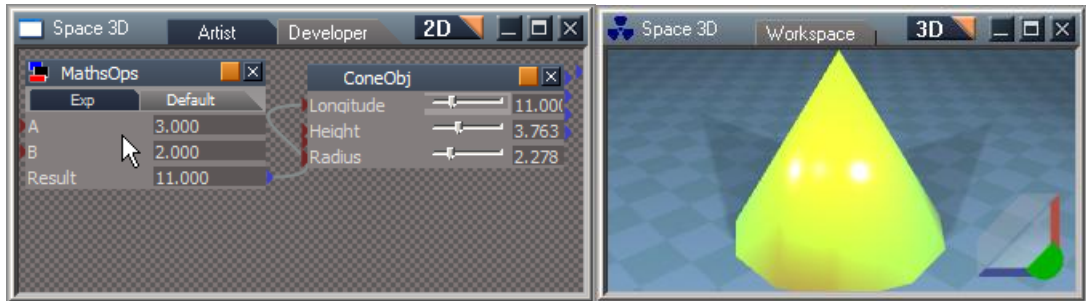 Space 3D Artist Developer 2D
MathsOps
Exp Default
A 3.000
B 2.000
Result 11.000
ConeObj
Longitude 11.00(
Height 3.763
Radius 2.278
Space 3D Workspace 3D